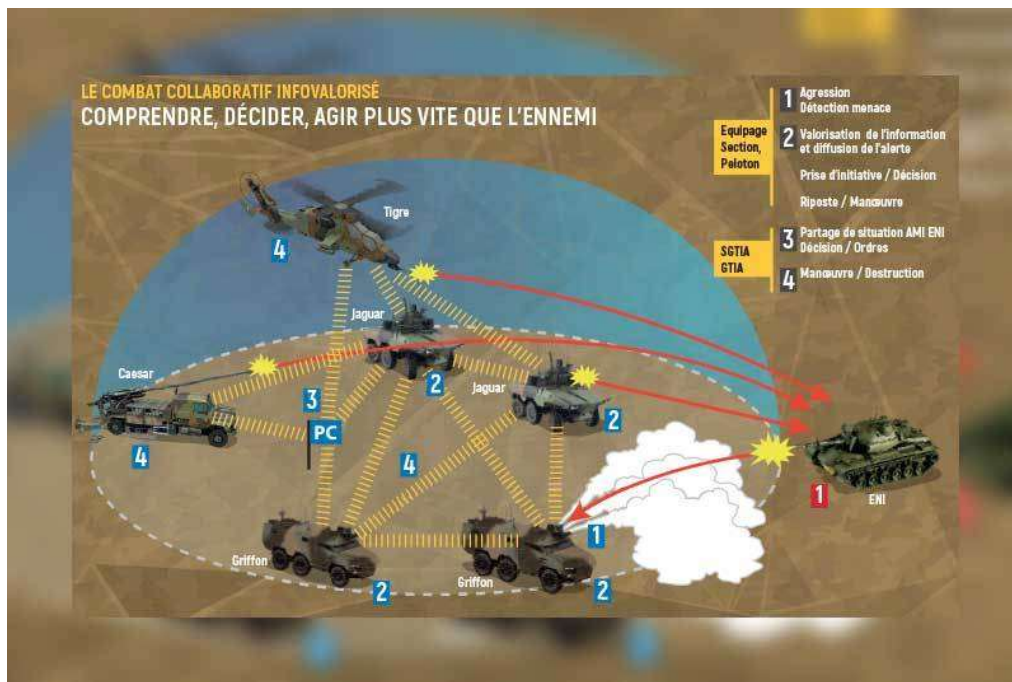 LE COMBAT COLLABORATIF INFOVALORISÉ
COMPRENDRE, DÉCIDER, AGIR PLUS VITE QUE L'ENNEMI
Equipage
Section,
Peloton
1 Agression
Détection menace
2 Valorisation de l'information
et diffusion de l'alerte
Prise d'initiative / Décision
Riposte / Manœuvre
SGTIA
GTIA
3 Partage de situation AMI ENI
Décision / Ordres
4 Manœuvre / Destruction
Tigre
4
Jaguar
2
Caesar
4
3
PC
Jaguar
2
4
1
ENI
Griffon
2
Griffon
1
2